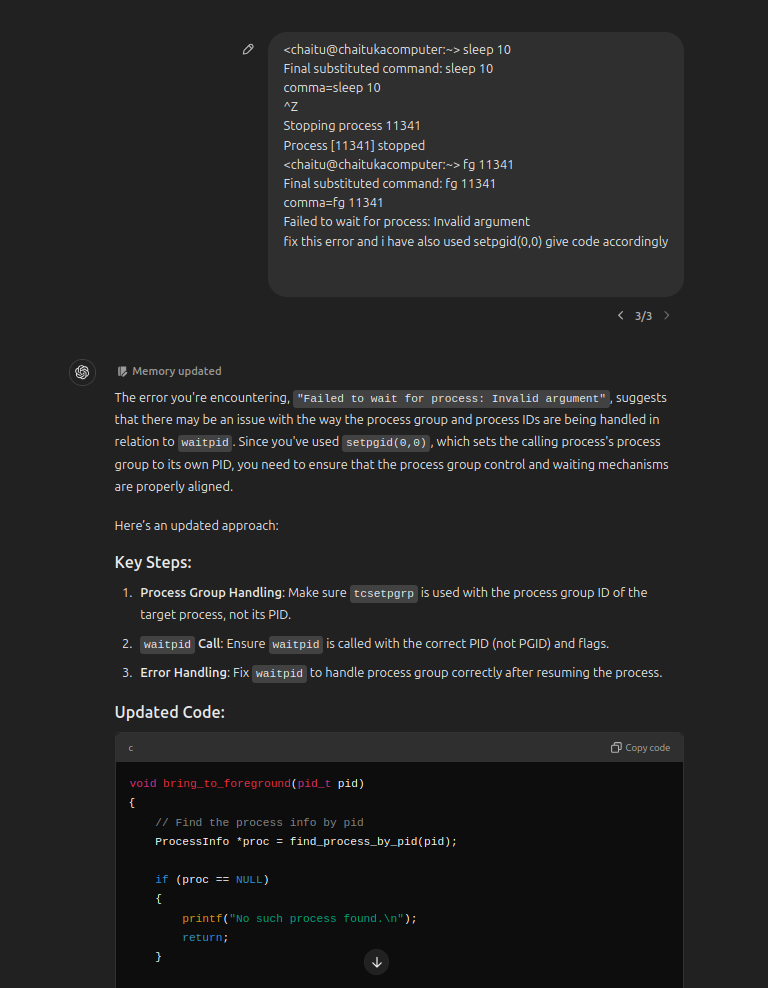 <chaitu@chaitukacomputer:~> sleep 10
Final substituted command: sleep 10
comma=sleep 10
^Z
Stopping process 11341
Process [11341] stopped
<chaitu@chaitukacomputer:~> fg 11341
Final substituted command: fg 11341
comma=fg 11341
Failed to wait for process: Invalid argument
fix this error and i have also used setpgid(0,0) give code accordingly
3/3
Memory updated
The error you're encountering, "Failed to wait for process: Invalid argument", suggests
that there may be an issue with the way the process group and process IDs are being handled in
relation to waitpid. Since you've used setpgid(0,0), which sets the calling process's process
group to its own PID, you need to ensure that the process group control and waiting mechanisms
are properly aligned.
Here's an updated approach:
Key Steps:
1. Process Group Handling: Make sure tcsetpgrp is used with the process group ID of the
target process, not its PID.
2. waitpid Call: Ensure waitpid is called with the correct PID (not PGID) and flags.
3. Error Handling: Fix waitpid to handle process group correctly after resuming the process.
Updated Code:
c
Copy code
void bring_to_foreground(pid_t pid)
{
// Find the process info by pid
ProcessInfo *proc = find_process_by_pid(pid);
if (proc == NULL)
{
printf("No such process found.\n");
return;
}